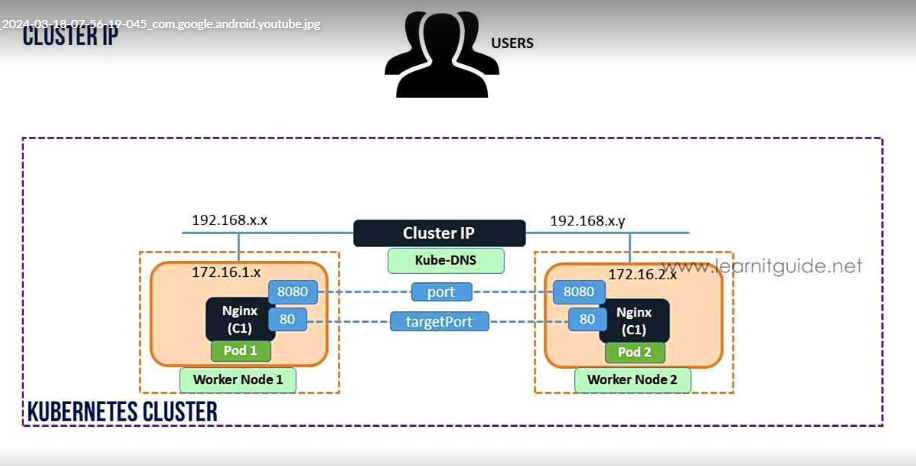 _2024-03-18-07-56-19-045_com.google.android.youtube.jpg
CLUSTER IP
USERS
192.168.x.x
Cluster IP
192.168.x.y
Kube-DNS
www.learnitguide.net
172.16.1.x
172.16.2.x
8080
port
8080
Nginx
(C1)
80
targetPort
80
Nginx
(C1)
Pod 1
Pod 2
Worker Node 1
Worker Node 2
KUBERNETES CLUSTER